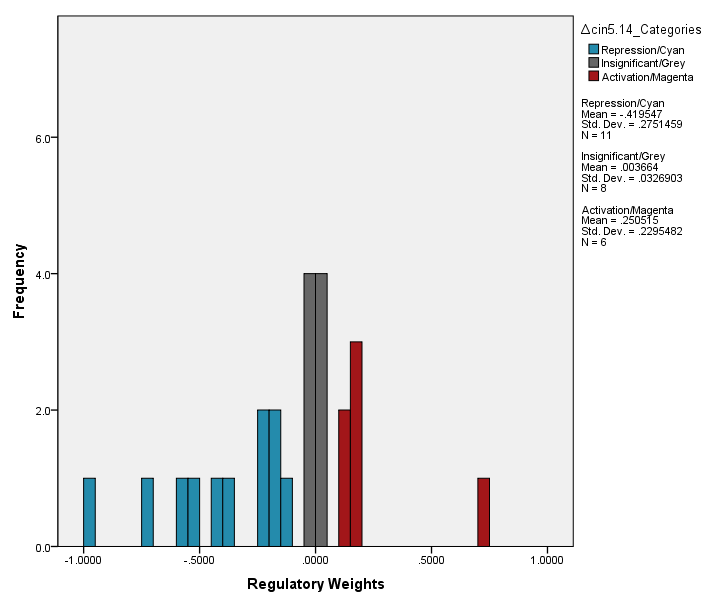 Δcin5.14_Categories
Repression/Cyan
Insignificant/Grey
Activation/Magenta
Repression/Cyan
Mean = -.419547
Std. Dev. = .2751459
N = 11
Insignificant/Grey
Mean = .003664
Std. Dev. = .0326903
N = 8
Activation/Magenta
Mean = .250515
Std. Dev. = .2295482
N = 6
Frequency
6.0
4.0
2.0
0.0
-1.0000 -.5000 .0000 .5000 1.0000
Regulatory Weights